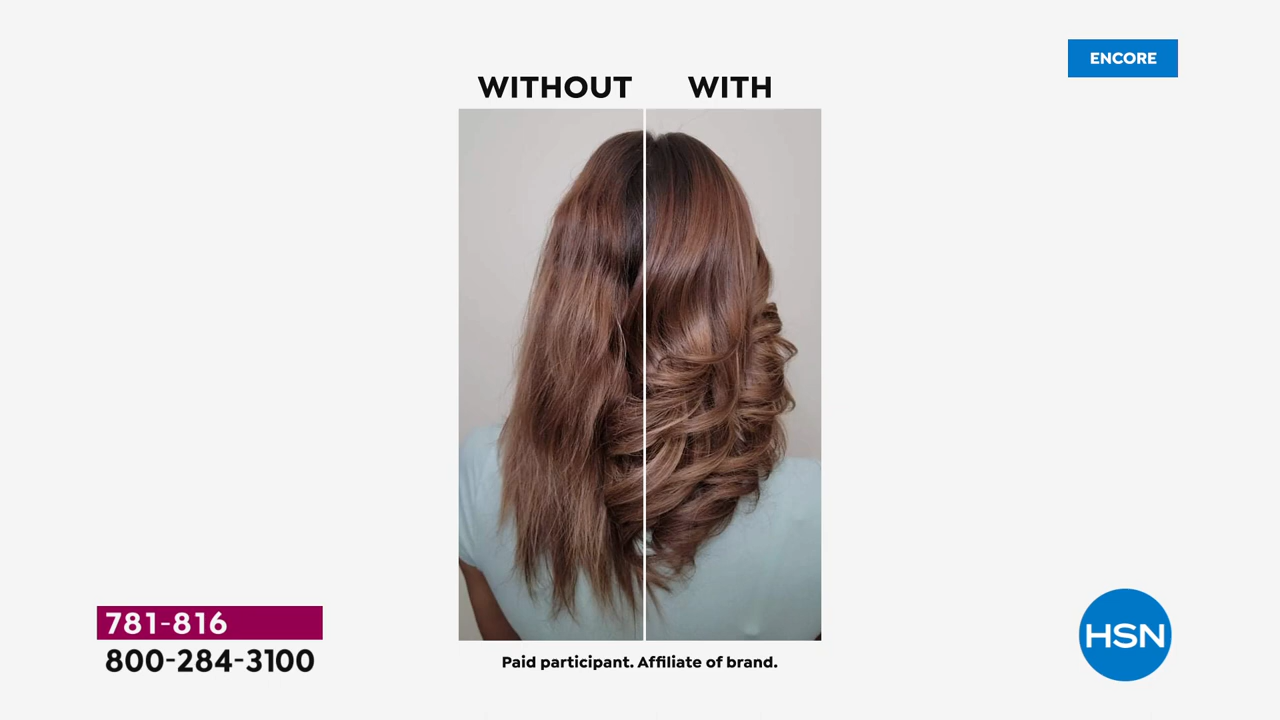 ENCORE
WITHOUT WITH
781-816
800-284-3100
Paid participant. Affiliate of brand.
HSN